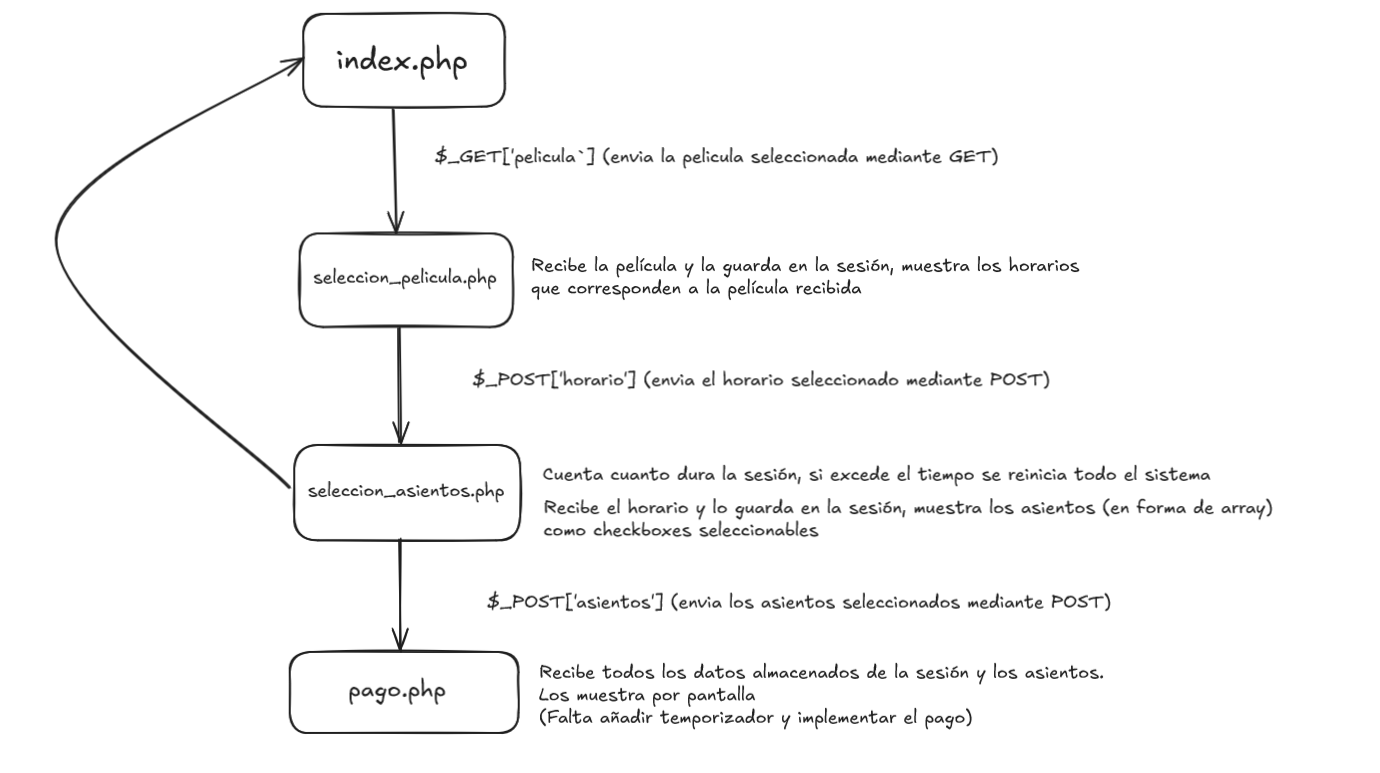 index.php
$_GET['pelicula`] (envia la pelicula seleccionada mediante GET)
seleccion_pelicula.php
Recibe la película y la guarda en la sesión, muestra los horarios
que corresponden a la película recibida
$_POST['horario'] (envia el horario seleccionado mediante POST)
seleccion_asientos.php
Cuenta cuanto dura la sesión, si excede el tiempo se reinicia todo el sistema
Recibe el horario y lo guarda en la sesión, muestra los asientos (en forma de array)
como checkboxes seleccionables
$_POST['asientos'] (envia los asientos seleccionados mediante POST)
pago.php
Recibe todos los datos almacenados de la sesión y los asientos.
Los muestra por pantalla
(Falta añadir temporizador y implementar el pago)